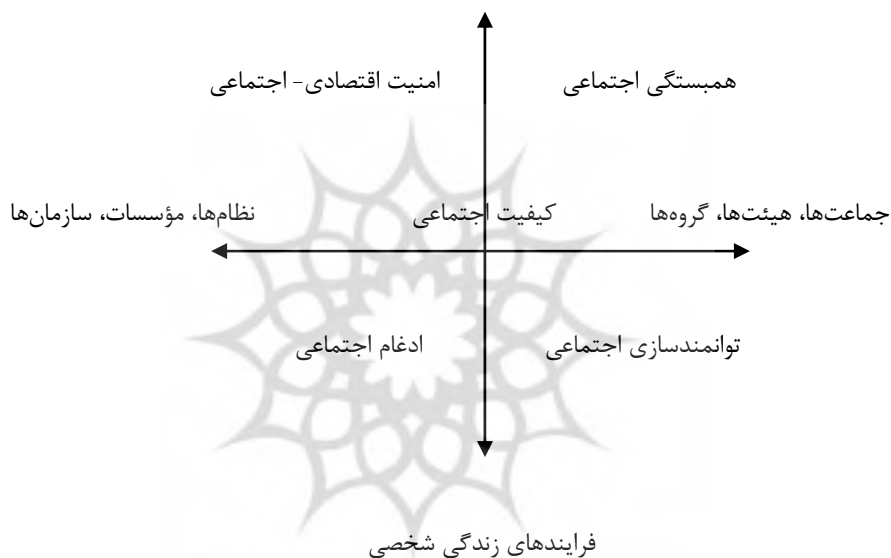 همبستگی اجتماعی امنیت اقتصادی- اجتماعی
جماعت‌ها، هیئت‌ها، گروه‌ها کیفیت اجتماعی نظام‌ها، مؤسسات، سازمان‌ها
توانمندسازی اجتماعی ادغام اجتماعی
فرایندهای زندگی شخصی